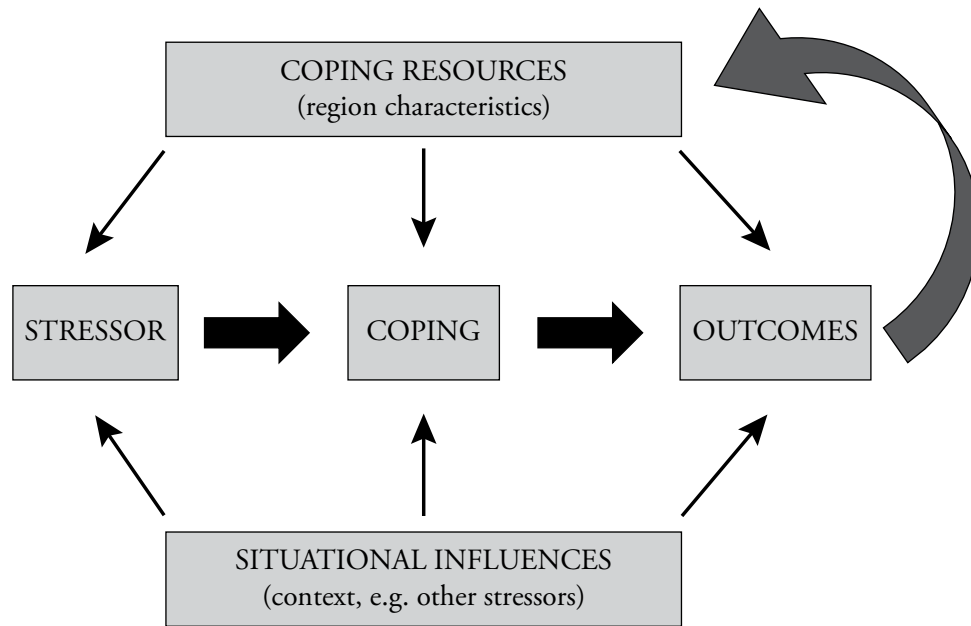 COPING RESOURCES
(region characteristics)
STRESSOR
COPING
OUTCOMES
SITUATIONAL INFLUENCES
(context, e.g. other stressors)